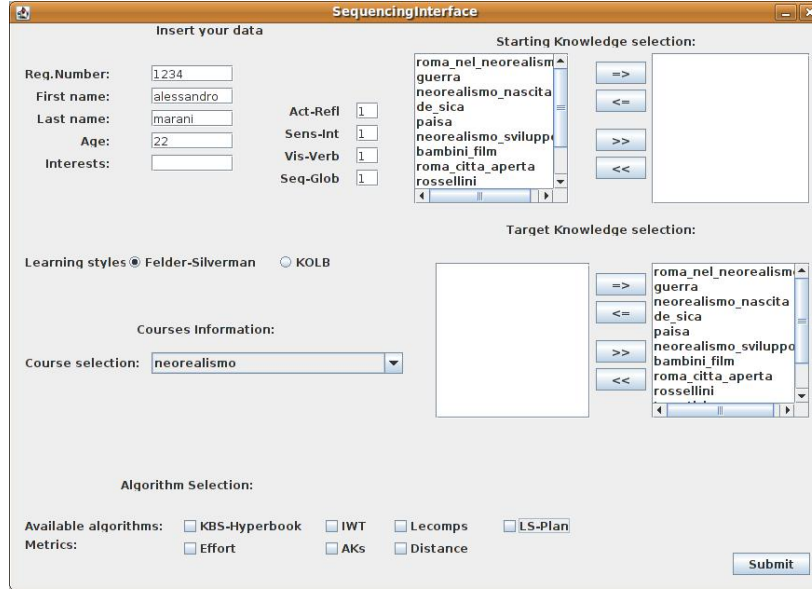 SequencingInterface
Insert your data
Reg.Number: 1234
First name: alessandro
Last name: marani
Age: 22
Interests:
Act-Refl 1
Sens-Int 1
Vis-Verb 1
Seq-Glob 1
Starting Knowledge selection:
roma_nel_neorealism
guerra
neorealismo_nascita
de_sica
paisa
neorealismo_svilupp
bambini_film
roma_citta_aperta
rossellini
=>
<=
>>
<<
Learning styles Felder-Silverman KOLB
Target Knowledge selection:
=>
<=
>>
<<
roma_nel_neorealism
guerra
neorealismo_nascita
de_sica
paisa
neorealismo_sviluppo
bambini_film
roma_citta_aperta
rossellini
Courses Information:
Course selection: neorealismo
Algorithm Selection:
Available algorithms: KBS-Hyperbook IWT Lecomps LS-Plan
Metrics: Effort AKs Distance
Submit